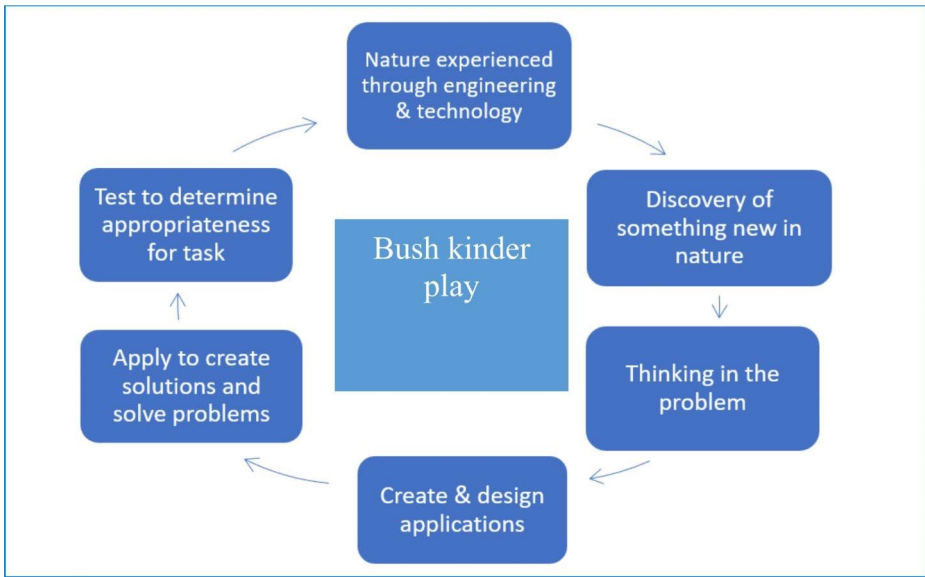 Nature experienced
through engineering
& technology
Discovery of
something new in
nature
Thinking in the
problem
Create & design
applications
Apply to create
solutions and
solve problems
Test to determine
appropriateness
for task
Bush kinder
play